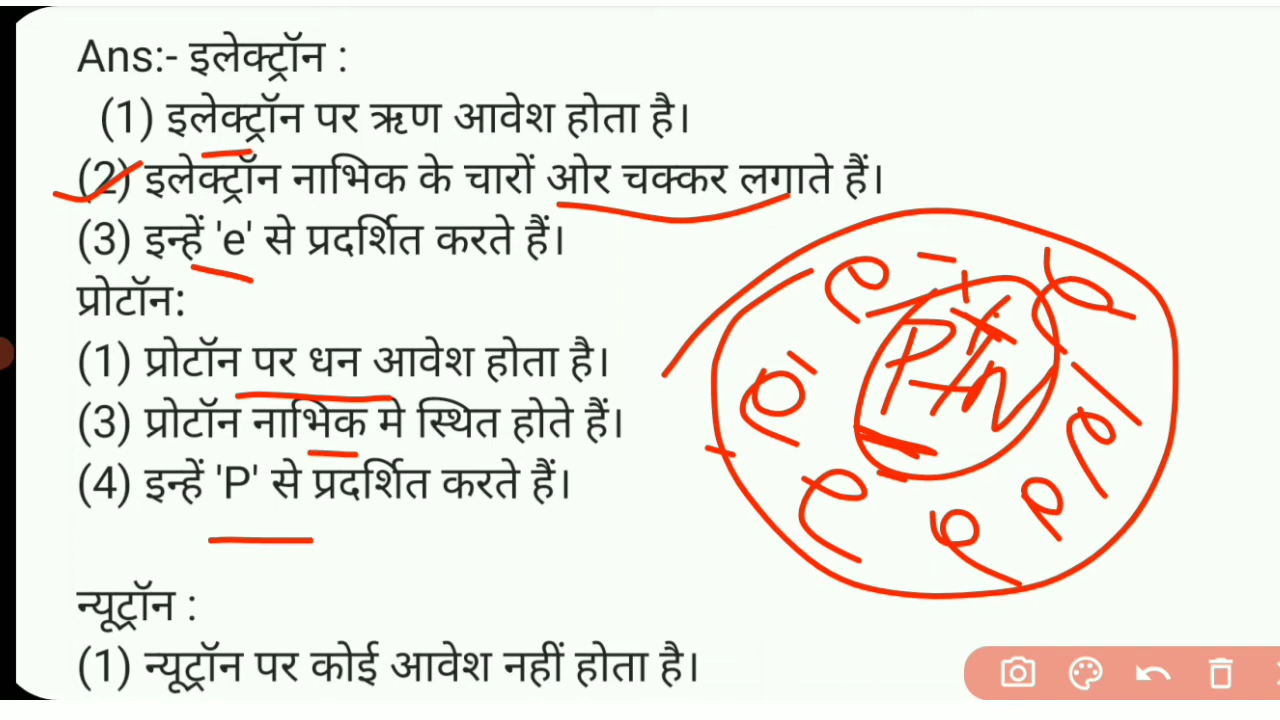 Ans:- इलेक्ट्रॉन :
(1) इलेक्ट्रॉन पर ऋण आवेश होता है।
(2) इलेक्ट्रॉन नाभिक के चारों ओर चक्कर लगाते हैं।
(3) इन्हें 'e' से प्रदर्शित करते हैं।
प्रोटॉन:
(1) प्रोटॉन पर धन आवेश होता है।
(3) प्रोटॉन नाभिक मे स्थित होते हैं।
(4) इन्हें 'P' से प्रदर्शित करते हैं।
न्यूट्रॉन :
(1) न्यूट्रॉन पर कोई आवेश नहीं होता है।
e- e
P+n
e e
e e e